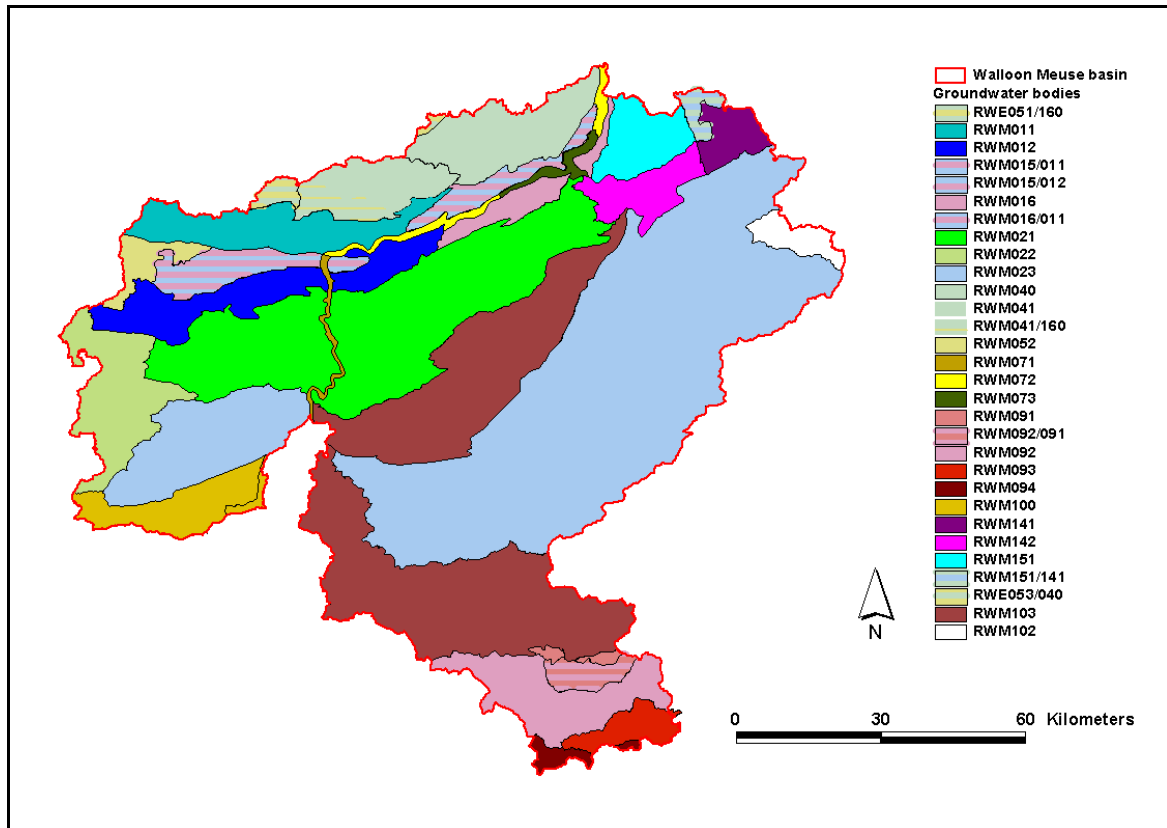 Walloon Meuse basin
Groundwater bodies
RWE051/160
RWM011
RWM012
RWM015/011
RWM015/012
RWM016
RWM016/011
RWM021
RWM022
RWM023
RWM040
RWM041
RWM041/160
RWM052
RWM071
RWM072
RWM073
RWM091
RWM092/091
RWM092
RWM093
RWM094
RWM100
RWM141
RWM142
RWM151
RWM151/141
RWE053/040
RWM103
RWM102
N
0 30 60 Kilometers